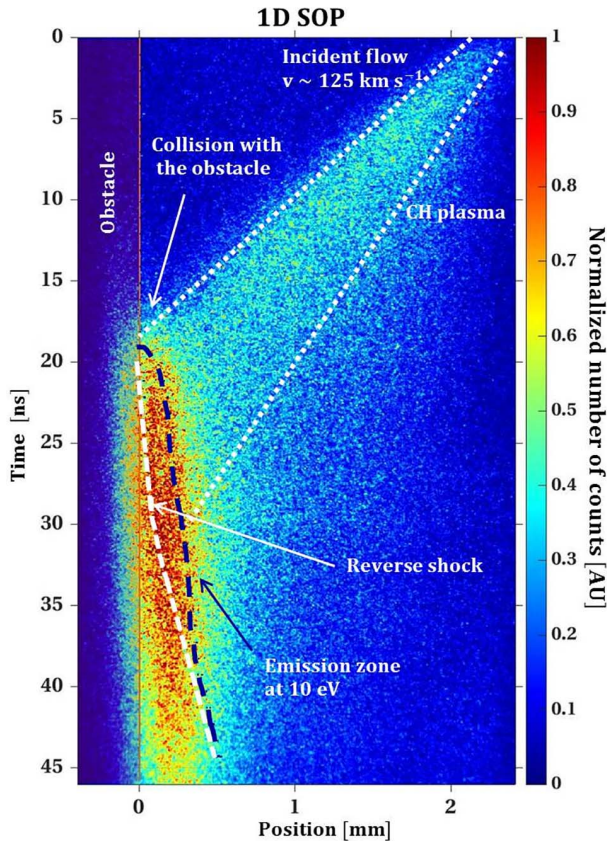 1D SOP
0
5
10
15
20
25
30
35
40
45
Time [ns]
0
1
2
Position [mm]
Obstacle
Incident flow
v ~ 125 km s⁻¹
Collision with
the obstacle
CH plasma
Reverse shock
Emission zone
at 10 eV
1
0.9
0.8
0.7
0.6
0.5
0.4
0.3
0.2
0.1
0
Normalized number of counts [AU]